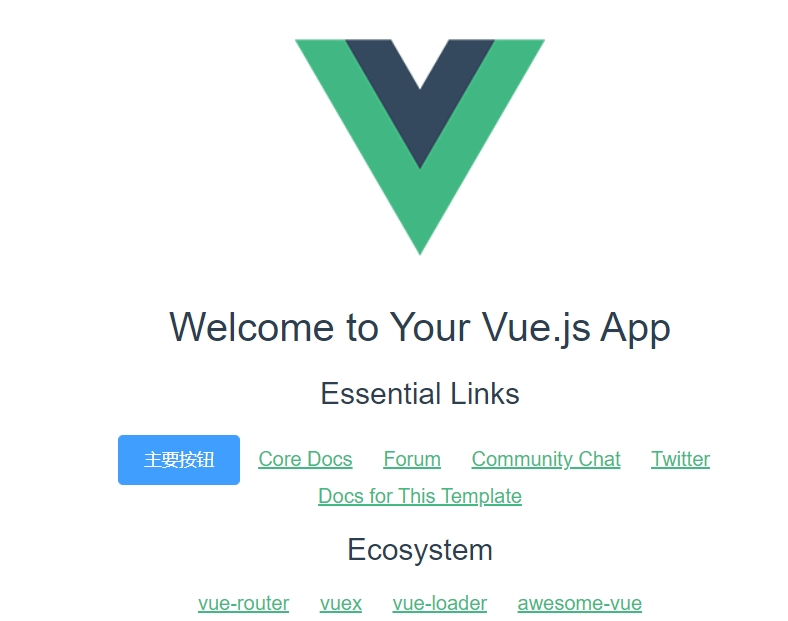 Welcome to Your Vue.js App
Essential Links
主要按钮 Core Docs Forum Community Chat Twitter
Docs for This Template
Ecosystem
vue-router vuex vue-loader awesome-vue